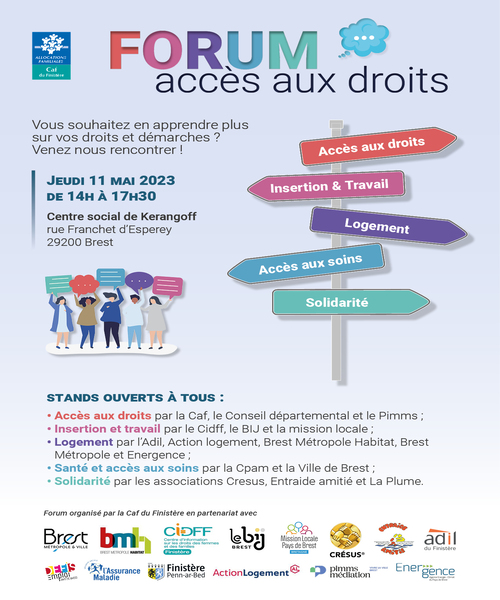 ALLOCATIONS
FAMILIALES
Caf
du Finistère
FORUM
accès aux droits
Vous souhaitez en apprendre plus
sur vos droits et démarches ?
Venez nous rencontrer !
JEUDI 11 MAI 2023
DE 14H À 17H30
Centre social de Kerangoff
rue Franchet d'Esperey
29200 Brest
Accès aux droits
Insertion & Travail
Logement
Accès aux soins
Solidarité
STANDS OUVERTS À TOUS :
• Accès aux droits par la Caf, le Conseil départemental et le Pimms ;
• Insertion et travail par le Cidff, le BIJ et la mission locale ;
• Logement par l'Adil, Action logement, Brest Métropole Habitat, Brest
Métropole et Energence ;
• Santé et accès aux soins par la Cpam et la Ville de Brest ;
• Solidarité par les associations Cresus, Entraide amitié et La Plume.
Forum organisé par la Caf du Finistère en partenariat avec
Brest
MÉTROPOLE & VILLE
bmh
BREST MÉTROPOLE HABITAT
CIDFF
Centre d'information
sur les droits des femmes
et des familles
Finistère
le bij
BREST
Mission Locale
Pays de Brest
CRÉSUS
adil
du Finistère
DÉFIS
emploi
l'Assurance
Maladie
Finistère
Penn-ar-Bed
ActionLogement
pimms
médiation
Energence